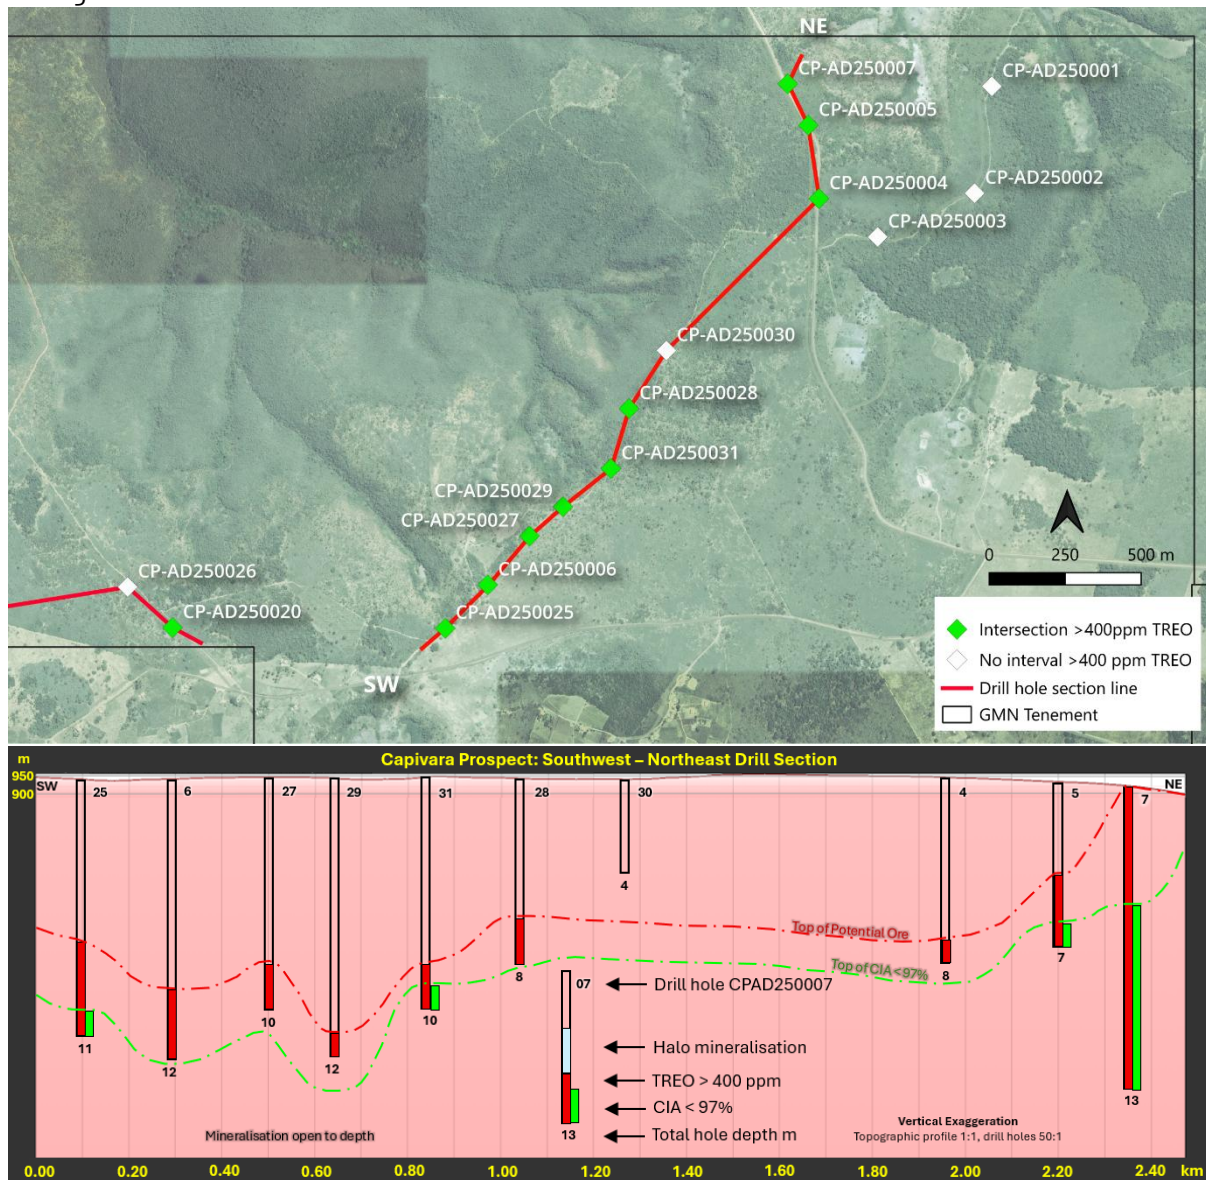 NE
CP-AD250007
CP-AD250001
CP-AD250005
CP-AD250004
CP-AD250002
CP-AD250003
CP-AD250030
CP-AD250028
CP-AD250031
CP-AD250029
CP-AD250027
CP-AD250026
CP-AD250006
CP-AD250020
CP-AD250025
SW
0 250 500 m
Intersection >400ppm TREO
No interval >400 ppm TREO
Drill hole section line
GMN Tenement
Capivara Prospect: Southwest – Northeast Drill Section
m
950
900
SW
NE
25 6 27 29 31 28 30 4 5 7
4
Top of Potential Ore
Top of CIA<97%
8
8
7
10
10
11
12
12
13
07
Drill hole CPAD250007
Halo mineralisation
TREO > 400 ppm
CIA < 97%
Total hole depth m
13
Mineralisation open to depth
Vertical Exaggeration
Topographic profile 1:1, drill holes 50:1
0.00 0.20 0.40 0.60 0.80 1.00 1.20 1.40 1.60 1.80 2.00 2.20 2.40 km